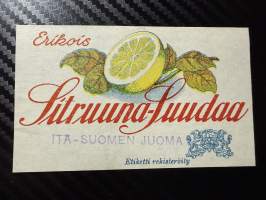 Erikois
Sitruuna-Suudaa
ITÄ-SUOMEN JUOMA
Etiketti rekisteröity